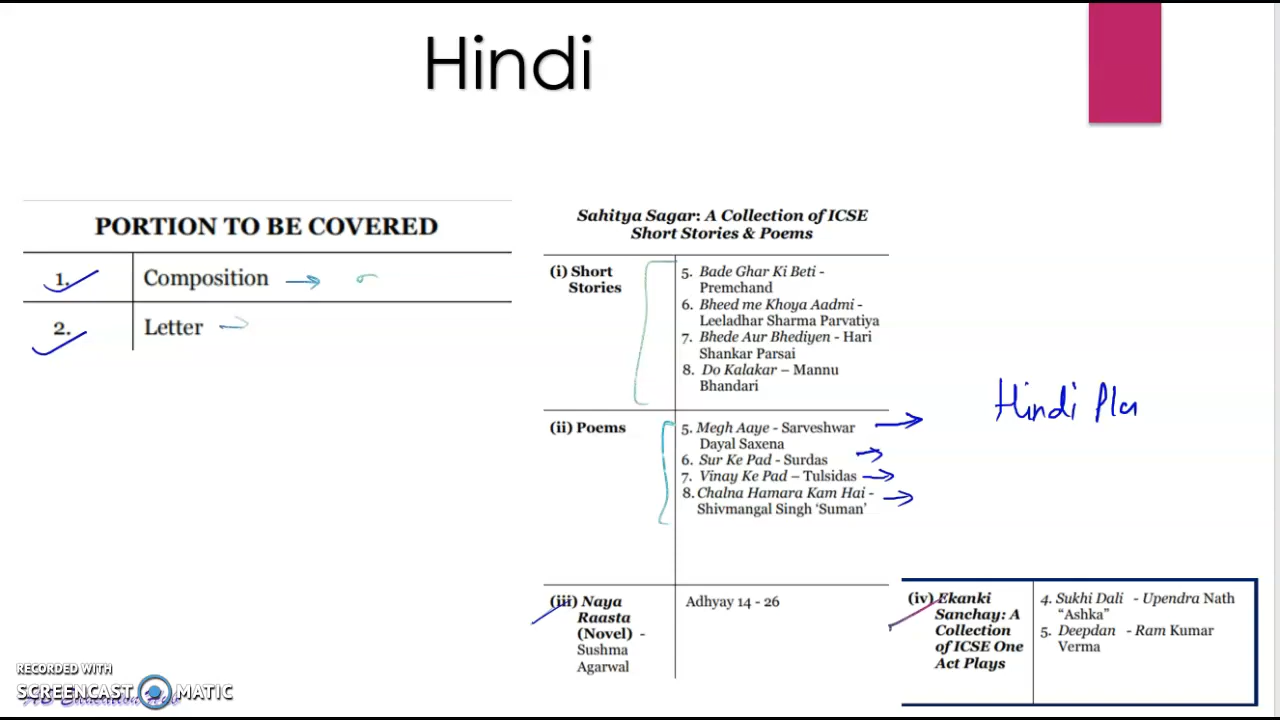 Hindi
PORTION TO BE COVERED
1. Composition
2. Letter
Sahitya Sagar: A Collection of ICSE
Short Stories & Poems
(i) Short
Stories
5. Bade Ghar Ki Beti -
Premchand
6. Bheed me Khoya Aadmi -
Leeladhar Sharma Parvatiya
7. Bhede Aur Bhediyen - Hari
Shankar Parsai
8. Do Kalakar – Mannu
Bhandari
(ii) Poems
5. Megh Aaye - Sarveshwar
Dayal Saxena
6. Sur Ke Pad - Surdas
7. Vinay Ke Pad – Tulsidas
8. Chalna Hamara Kam Hai -
Shivmangal Singh ‘Suman’
Hindi Pla
(iii) Naya
Raasta
(Novel) -
Sushma
Agarwal
Adhyay 14 - 26
(iv) Ekanki
Sanchay: A
Collection
of ICSE One
Act Plays
4. Sukhi Dali - Upendra Nath
“Ashka”
5. Deepdan - Ram Kumar
Verma
RECORDED WITH
SCREENCAST MATIC